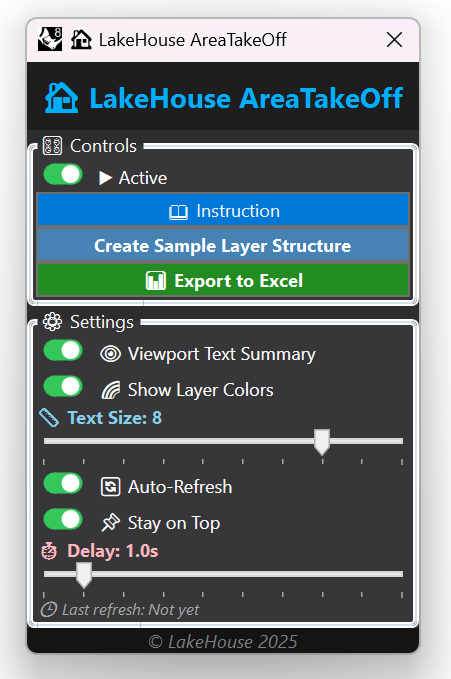 8 LakeHouse AreaTakeOff
LakeHouse AreaTakeOff
Controls
Active
Instruction
Create Sample Layer Structure
Export to Excel
Settings
Viewport Text Summary
Show Layer Colors
Text Size: 8
Auto-Refresh
Stay on Top
Delay: 1.0s
Last refresh: Not yet
© LakeHouse 2025